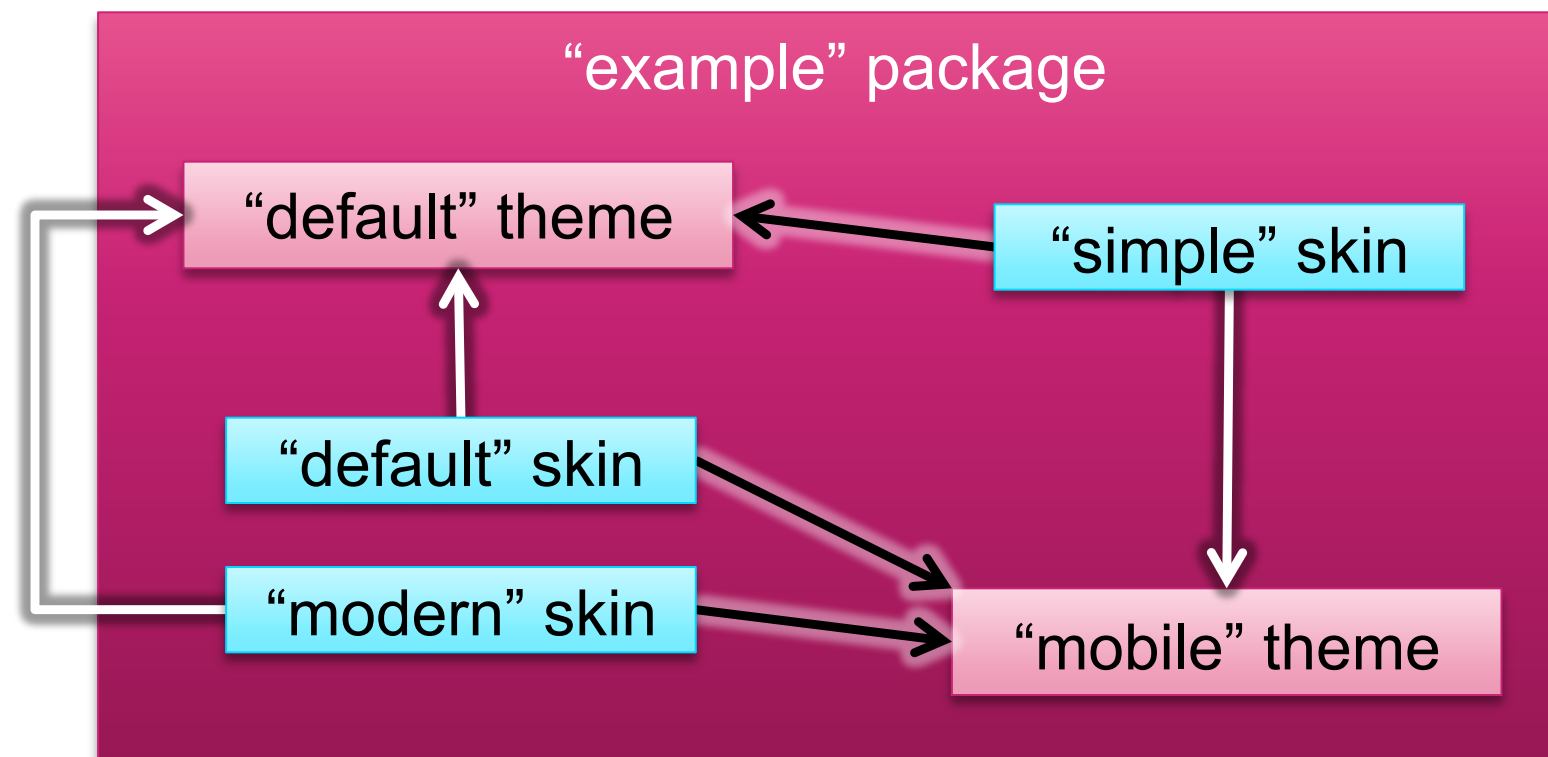 “example” package
“default” theme
“simple” skin
“default” skin
“modern” skin
“mobile” theme